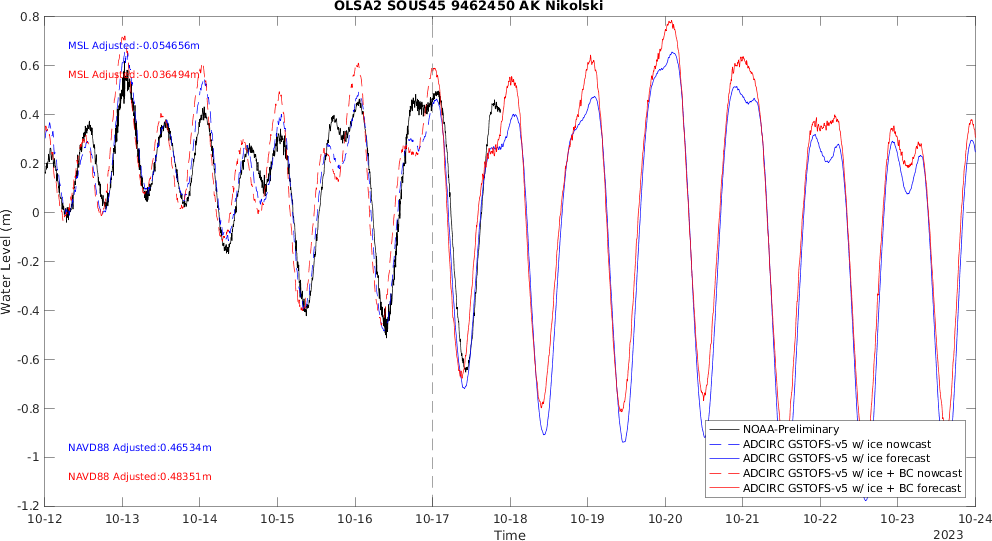 OLSA2 SOUS45 9462450 AK Nikolski
MSL Adjusted:-0.054656m
MSL Adjusted:-0.036494m
NAVD88 Adjusted:0.46534m
NAVD88 Adjusted:0.48351m
Water Level (m)
0.8
0.6
0.4
0.2
0
-0.2
-0.4
-0.6
-0.8
-1
-1.2
NOAA-Preliminary
ADCIRC GSTOFS-v5 w/ ice nowcast
ADCIRC GSTOFS-v5 w/ ice forecast
ADCIRC GSTOFS-v5 w/ ice + BC nowcast
ADCIRC GSTOFS-v5 w/ ice + BC forecast
10-12 10-13 10-14 10-15 10-16 10-17 10-18 10-19 10-20 10-21 10-22 10-23 10-24
Time
2023